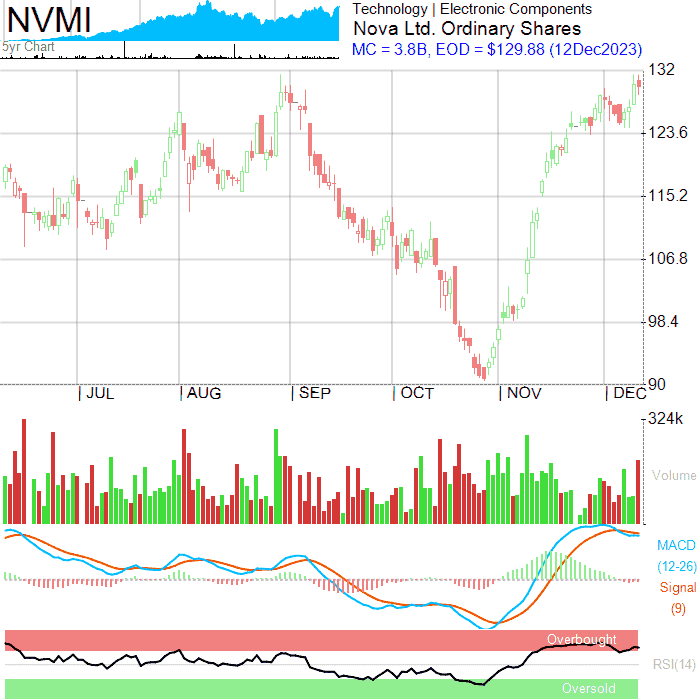 NVMI
5yr Chart
Technology | Electronic Components
Nova Ltd. Ordinary Shares
MC = 3.8B, EOD = $129.88 (12Dec2023)
132
123.6
115.2
106.8
98.4
90
JUL AUG SEP OCT NOV DEC
324k
Volume
MACD
(12-26)
Signal
(9)
Overbought
RSI(14)
Oversold